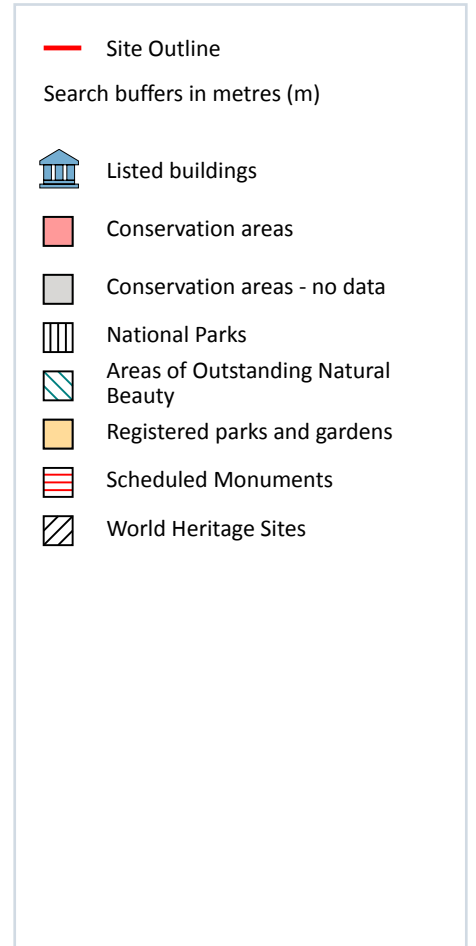 Site Outline
Search buffers in metres (m)
Listed buildings
Conservation areas
Conservation areas - no data
National Parks
Areas of Outstanding Natural
Beauty
Registered parks and gardens
Scheduled Monuments
World Heritage Sites